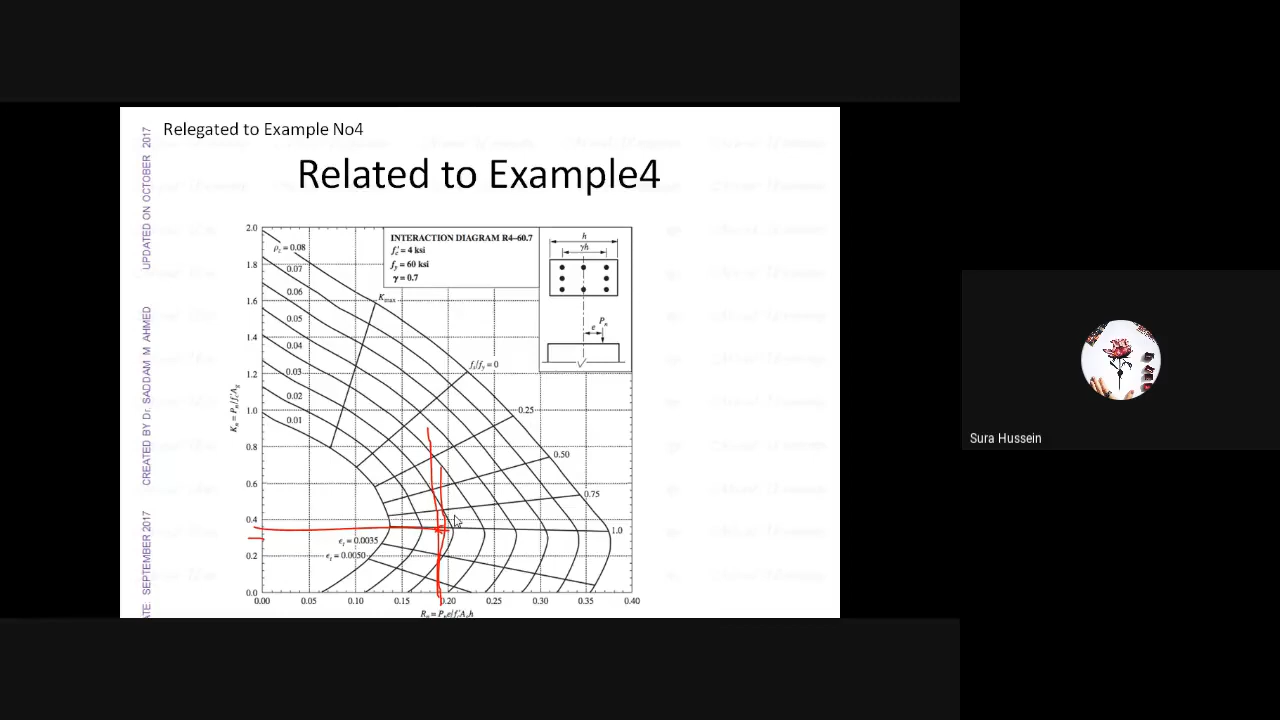 Relegated to Example No4
Related to Example4
UPDATED ON OCTOBER 2017
CREATED BY Dr. SADDAM M AHMED
ATE SEPTEMBER 2017
INTERACTION DIAGRAM R4–60.7
f′c = 4 ksi
fy = 60 ksi
γ = 0.7
h
γh
e
Pn
ρz = 0.08
0.07
0.06
0.05
0.04
0.03
0.02
0.01
Kmax
fs/fy = 0
0.25
0.50
0.75
1.0
εt = 0.0035
εt = 0.0050
Kn = Pn/f′c Ag
2.0
1.8
1.6
1.4
1.2
1.0
0.8
0.6
0.4
0.2
0.0
0.00 0.05 0.10 0.15 0.20 0.25 0.30 0.35 0.40
Rn = Pn e/f′c Ag h
Sura Hussein